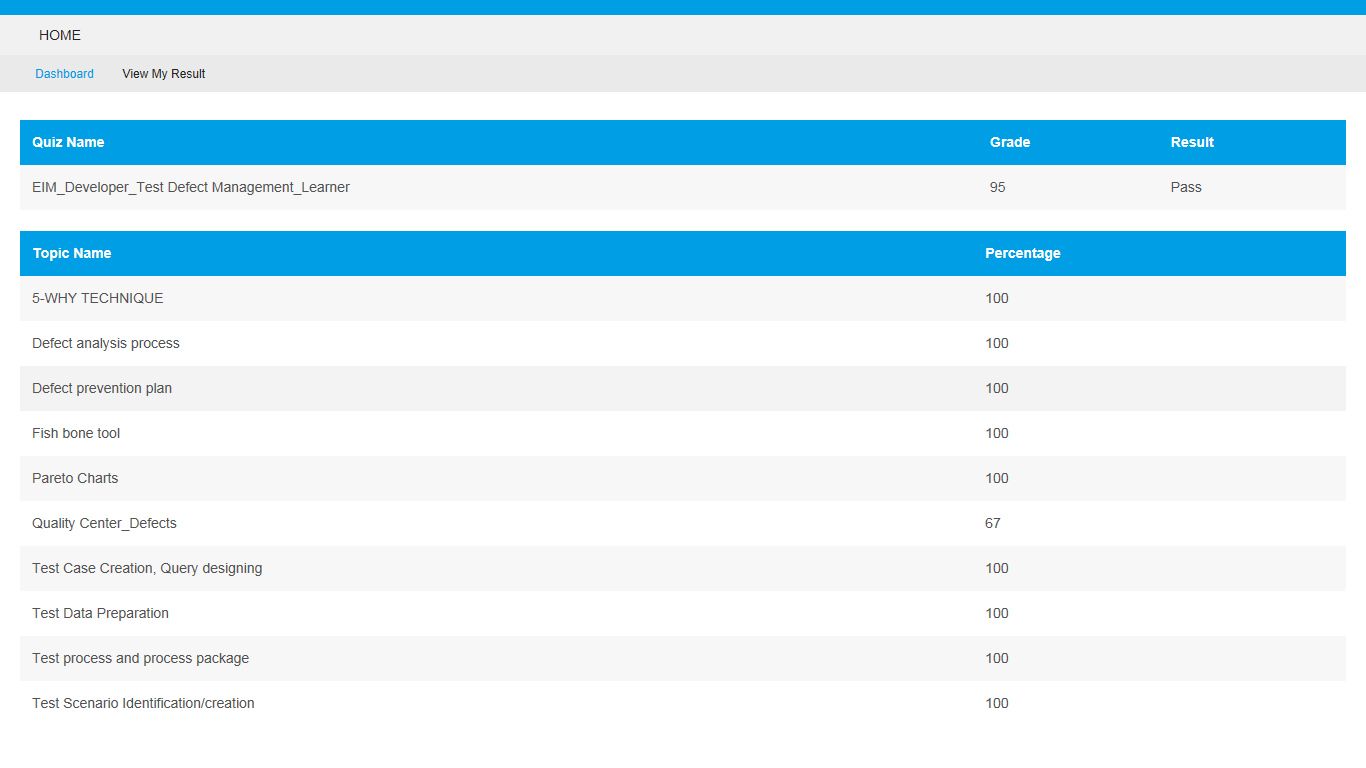 HOME
Dashboard View My Result
Quiz Name Grade Result
EIM_Developer_Test Defect Management_Learner 95 Pass
Topic Name Percentage
5-WHY TECHNIQUE 100
Defect analysis process 100
Defect prevention plan 100
Fish bone tool 100
Pareto Charts 100
Quality Center_Defects 67
Test Case Creation, Query designing 100
Test Data Preparation 100
Test process and process package 100
Test Scenario Identification/creation 100